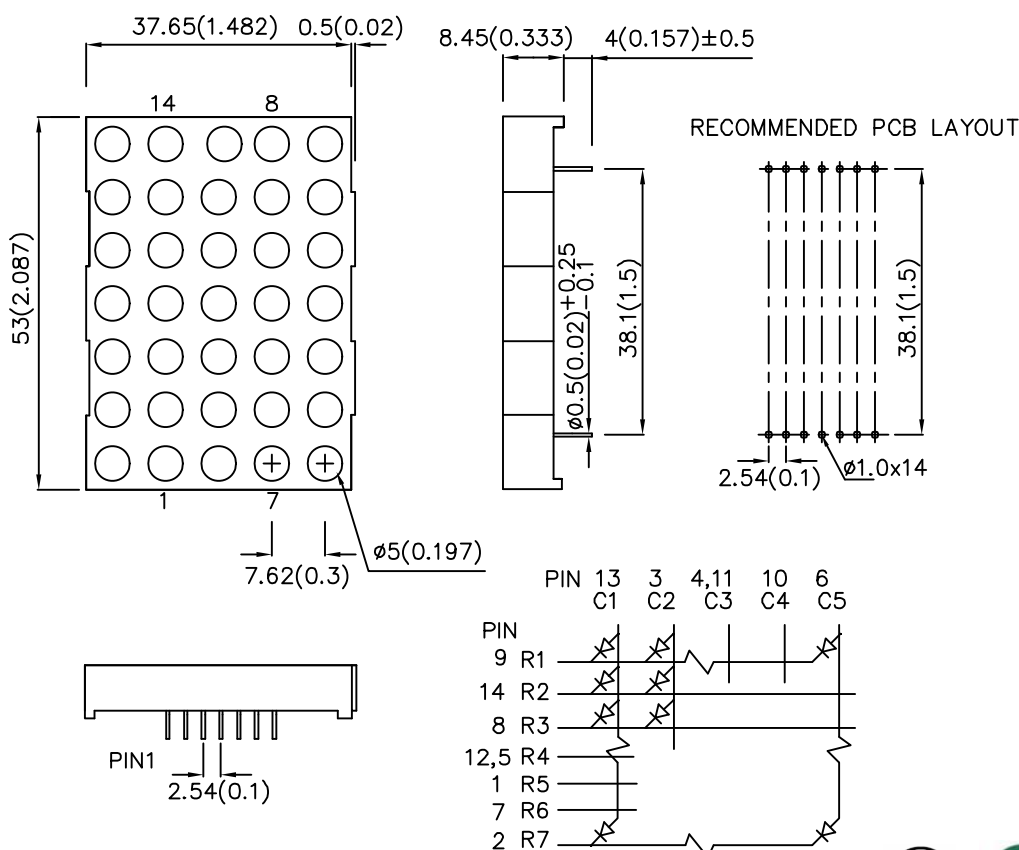 37.65(1.482) 0.5(0.02)
8.45(0.333) 4(0.157)±0.5
14 8
RECOMMENDED PCB LAYOUT
53(2.087)
ø0.5(0.02)+0.25
-0.1
38.1(1.5)
38.1(1.5)
2.54(0.1) ø1.0x14
1 7
ø5(0.197)
7.62(0.3)
PIN 13 3 4,11 10 6
C1 C2 C3 C4 C5
PIN
9 R1
14 R2
8 R3
12,5 R4
1 R5
7 R6
2 R7
PIN1
2.54(0.1)